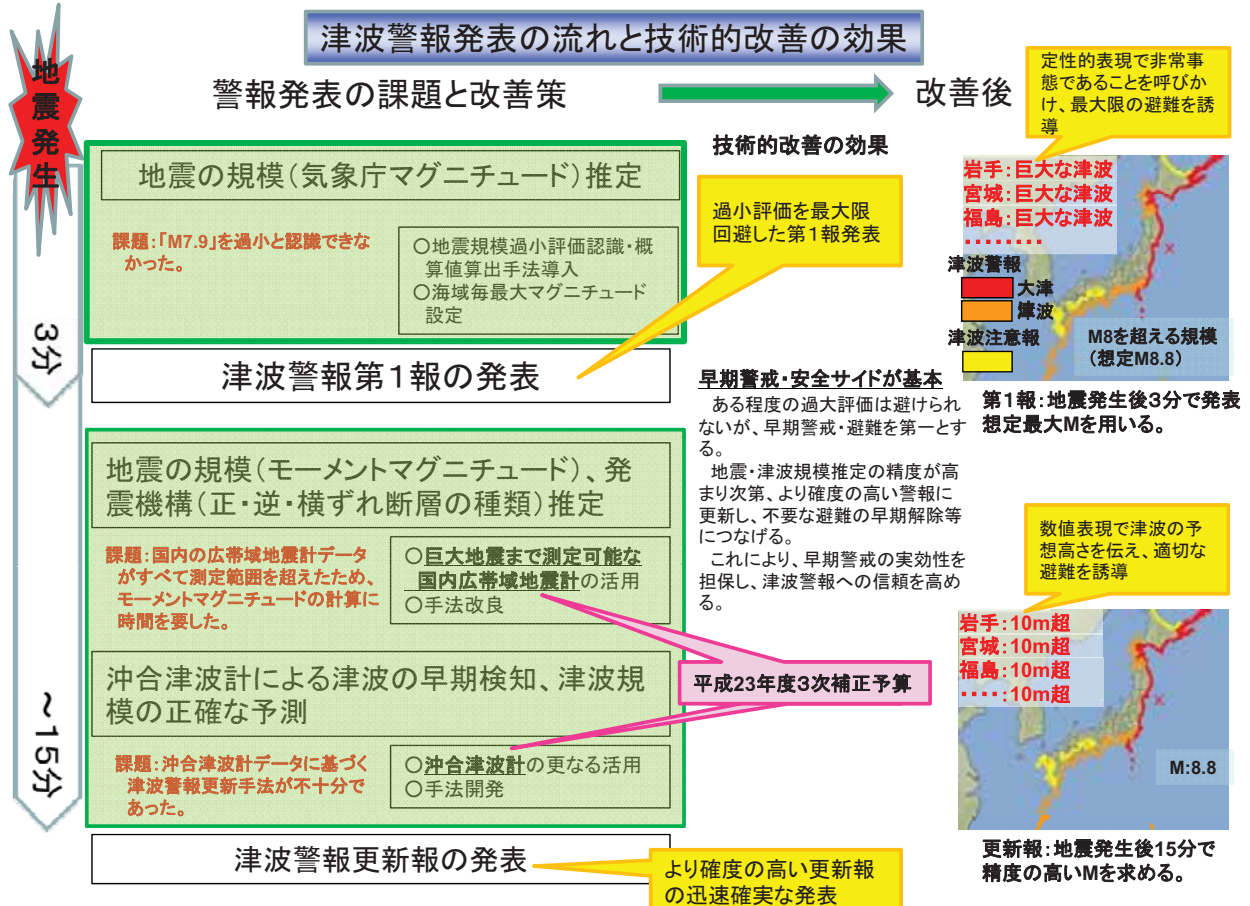 津波警報発表の流れと技術的改善の効果
地震発生
警報発表の課題と改善策
改善後
定性的表現で非常事
態であることを呼びか
け、最大限の避難を誘
導
技術的改善の効果
地震の規模(気象庁マグニチュード)推定
課題:「M7.9」を過小と認識できな
かった。
○地震規模過小評価認識・概
算値算出手法導入
○海域毎最大マグニチュード
設定
過小評価を最大限
回避した第1報発表
岩手:巨大な津波
宮城:巨大な津波
福島:巨大な津波
・・・・・・・・
津波警報
大津
津波
津波注意報
M8を超える規模
(想定M8.8)
3分
津波警報第1報の発表
第1報:地震発生後3分で発表
想定最大Mを用いる。
早期警戒・安全サイドが基本
ある程度の過大評価は避けられ
ないが、早期警戒・避難を第一とす
る。
地震・津波規模推定の精度が高
まり次第、より確度の高い警報に
更新し、不要な避難の早期解除等
につなげる。
これにより、早期警戒の実効性を
担保し、津波警報への信頼を高め
る。
地震の規模(モーメントマグニチュード)、発
震機構(正・逆・横ずれ断層の種類)推定
課題:国内の広帯域地震計データ
がすべて測定範囲を超えたため、
モーメントマグニチュードの計算に
時間を要した。
○巨大地震まで測定可能な
国内広帯域地震計の活用
○手法改良
数値表現で津波の予
想高さを伝え、適切な
避難を誘導
平成23年度3次補正予算
沖合津波計による津波の早期検知、津波規
模の正確な予測
課題:沖合津波計データに基づく
津波警報更新手法が不十分で
あった。
○沖合津波計の更なる活用
○手法開発
岩手:10m超
宮城:10m超
福島:10m超
・・・・:10m超
M:8.8
~15分
津波警報更新報の発表
より確度の高い更新報
の迅速確実な発表
更新報:地震発生後15分で
精度の高いMを求める。